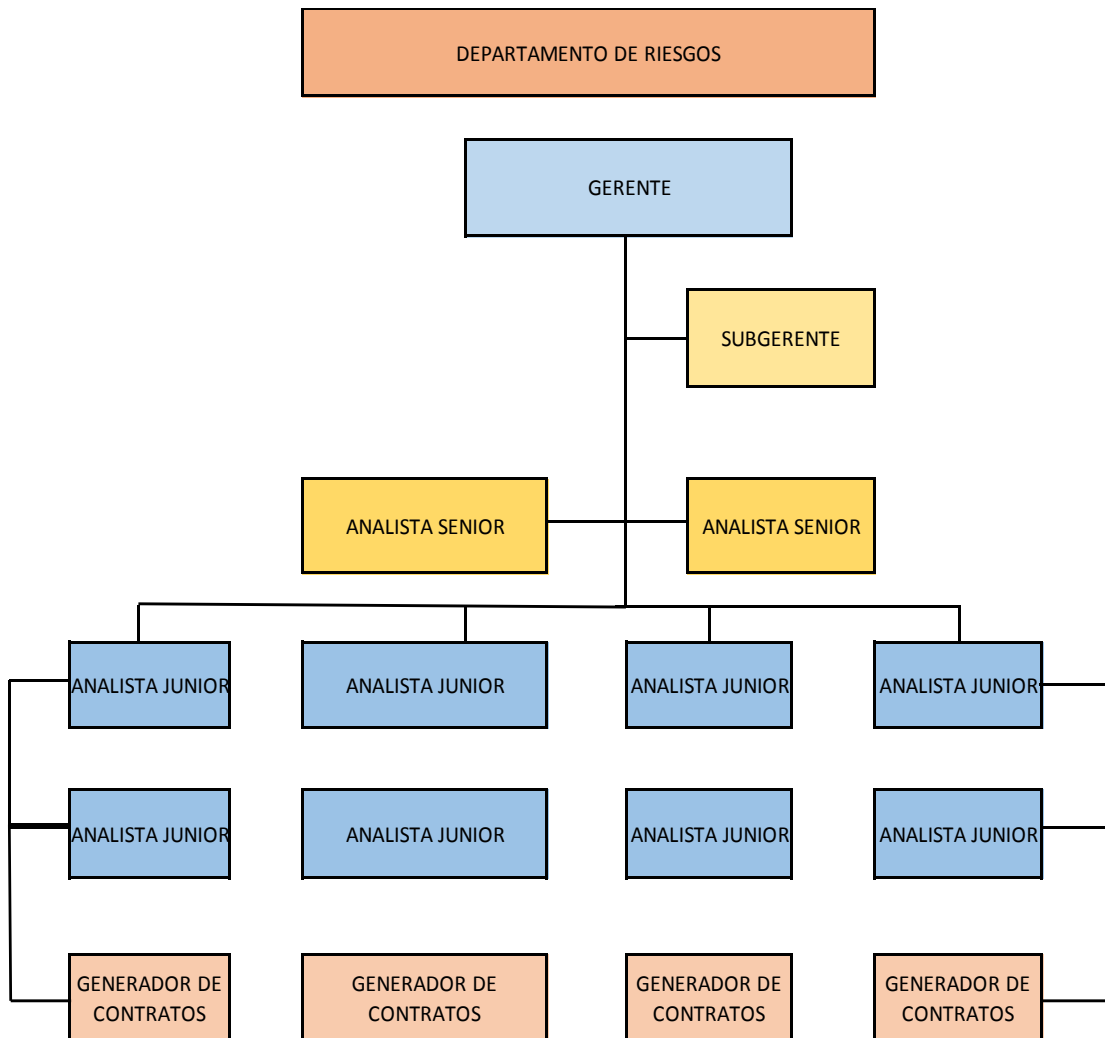 DEPARTAMENTO DE RIESGOS
GERENTE
SUBGERENTE
ANALISTA SENIOR
ANALISTA SENIOR
ANALISTA JUNIOR
ANALISTA JUNIOR
ANALISTA JUNIOR
ANALISTA JUNIOR
ANALISTA JUNIOR
ANALISTA JUNIOR
ANALISTA JUNIOR
ANALISTA JUNIOR
GENERADOR DE
CONTRATOS
GENERADOR DE
CONTRATOS
GENERADOR DE
CONTRATOS
GENERADOR DE
CONTRATOS